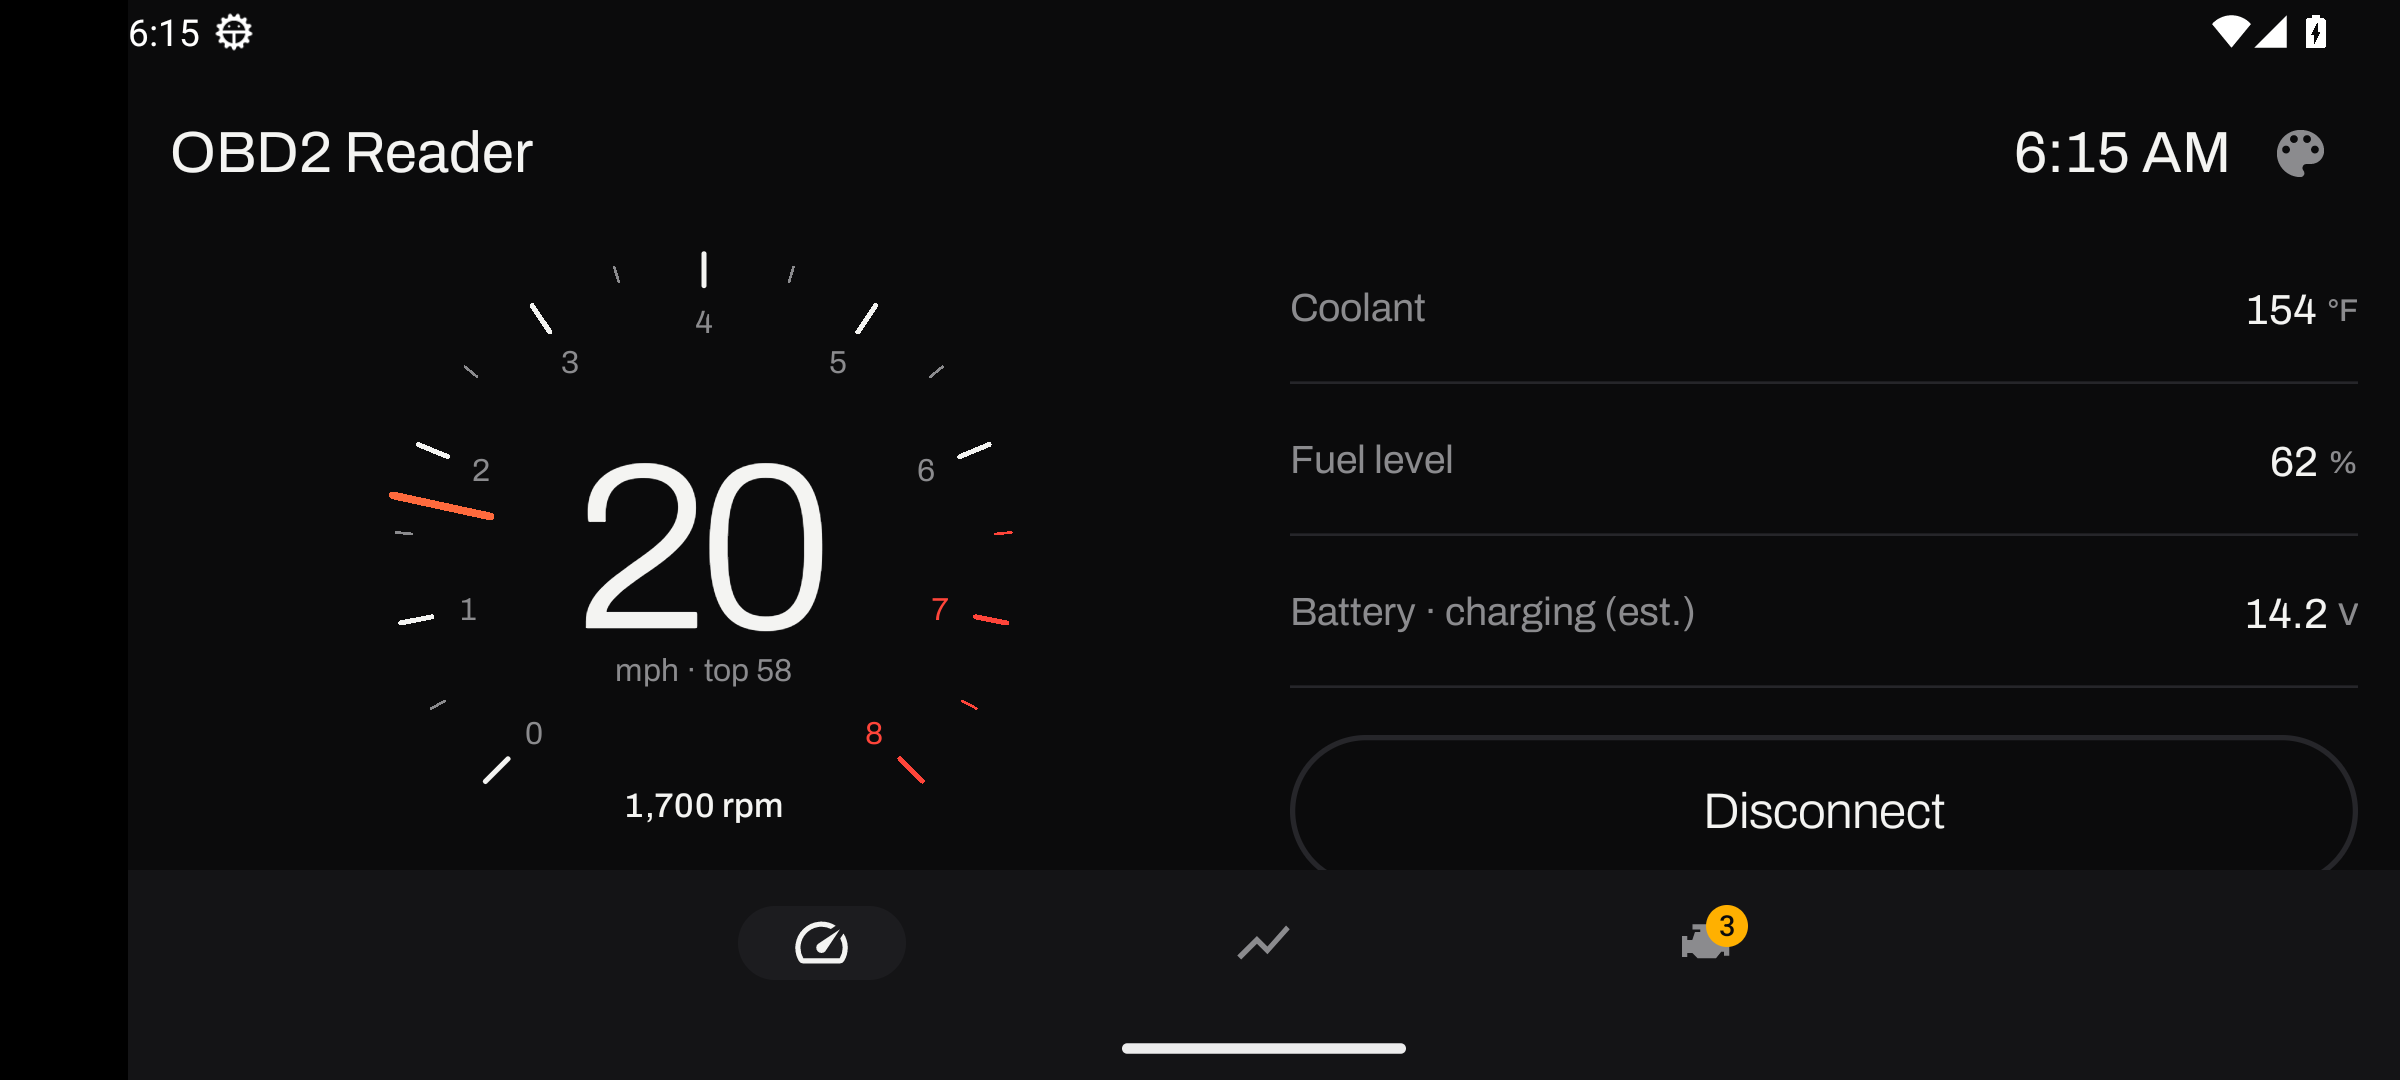 6:15
OBD2 Reader
6:15 AM
4
3
5
2
6
1
7
0
8
20
mph · top 58
1,700 rpm
Coolant
154 °F
Fuel level
62 %
Battery · charging (est.)
14.2 V
Disconnect
3